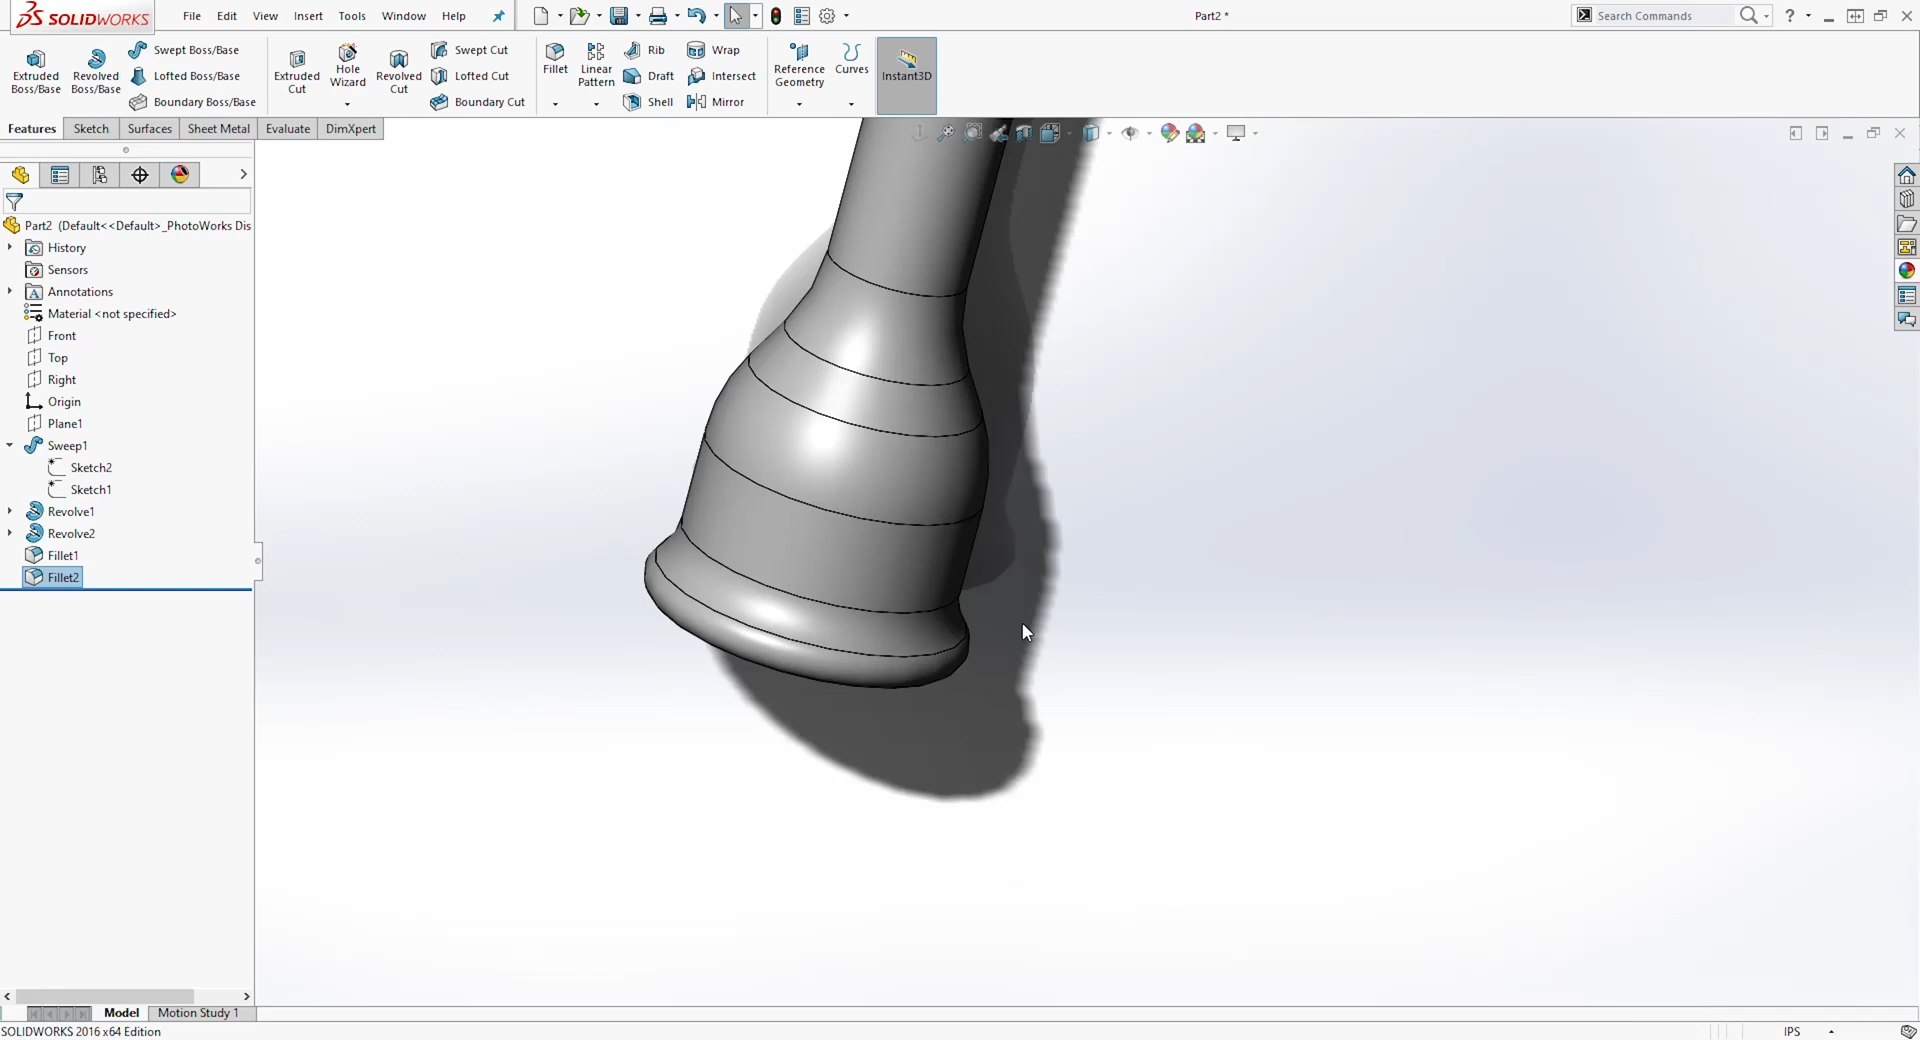 SOLIDWORKS
File Edit View Insert Tools Window Help
Part2 *
Search Commands
Extruded Boss/Base
Revolved Boss/Base
Swept Boss/Base
Lofted Boss/Base
Boundary Boss/Base
Extruded Cut
Hole Wizard
Revolved Cut
Swept Cut
Lofted Cut
Boundary Cut
Fillet
Linear Pattern
Rib
Draft
Shell
Wrap
Intersect
Mirror
Reference Geometry
Curves
Instant3D
Features Sketch Surfaces Sheet Metal Evaluate DimXpert
Part2 (Default<<Default>_PhotoWorks Dis
History
Sensors
Annotations
Material <not specified>
Front
Top
Right
Origin
Plane1
Sweep1
Sketch2
Sketch1
Revolve1
Revolve2
Fillet1
Fillet2
Model Motion Study 1
SOLIDWORKS 2016 x64 Edition
IPS